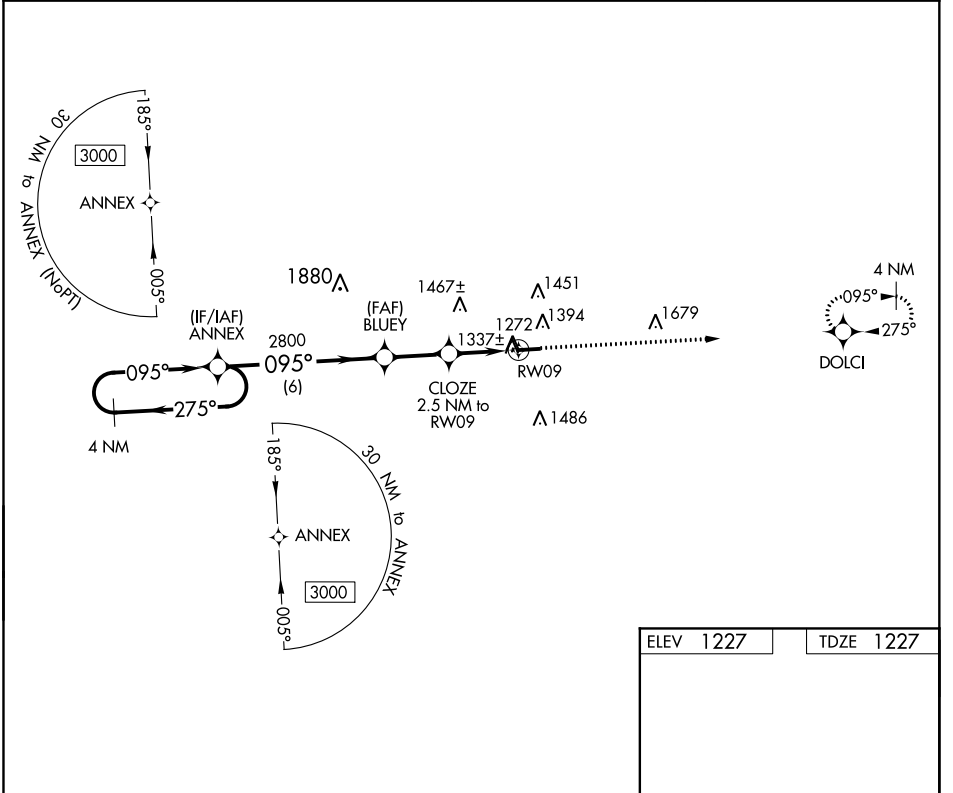 185°
30 NM to ANNEX (NoPT)
3000
ANNEX
005°
4 NM
095°
275°
DOLCI
1880
1467±
1451
1394
1679
1272
1337±
(IF/IAF)
ANNEX
(FAF)
BLUEY
2800
095°
(6)
095°
275°
4 NM
CLOZE
2.5 NM to
RW09
RW09
1486
185°
30 NM to ANNEX
ANNEX
3000
005°
ELEV 1227
TDZE 1227